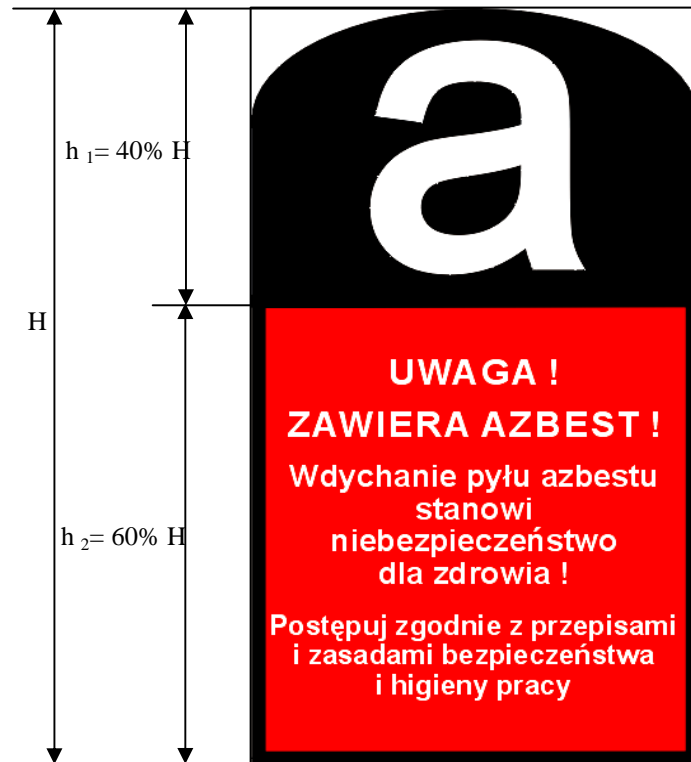 a
h 1= 40% H
H
UWAGA !
ZAWIERA AZBEST !
Wdychanie pyłu azbestu
stanowi
niebezpieczeństwo
dla zdrowia !
h 2= 60% H
Postępuj zgodnie z przepisami
i zasadami bezpieczeństwa
i higieny pracy